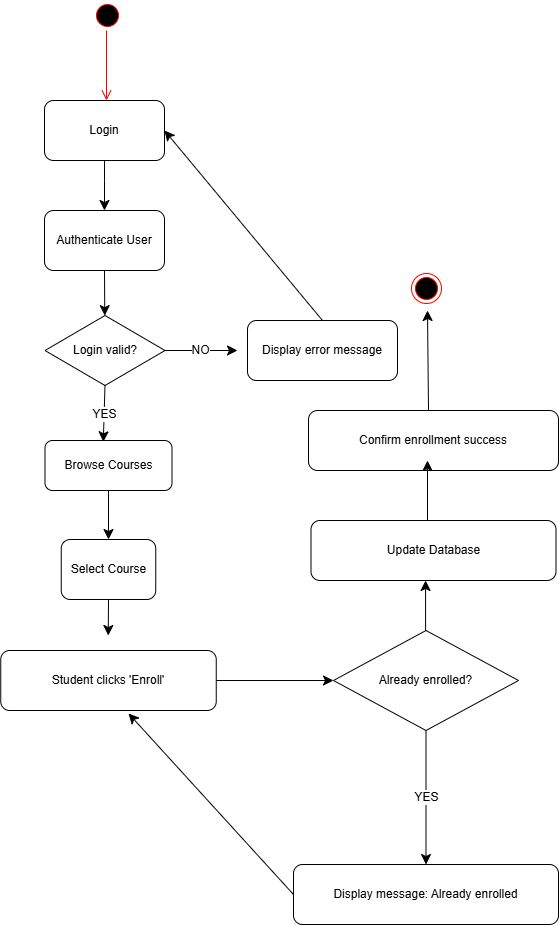 Login
Authenticate User
Login valid?
NO
Display error message
YES
Browse Courses
Confirm enrollment success
Select Course
Update Database
Student clicks 'Enroll'
Already enrolled?
YES
Display message: Already enrolled